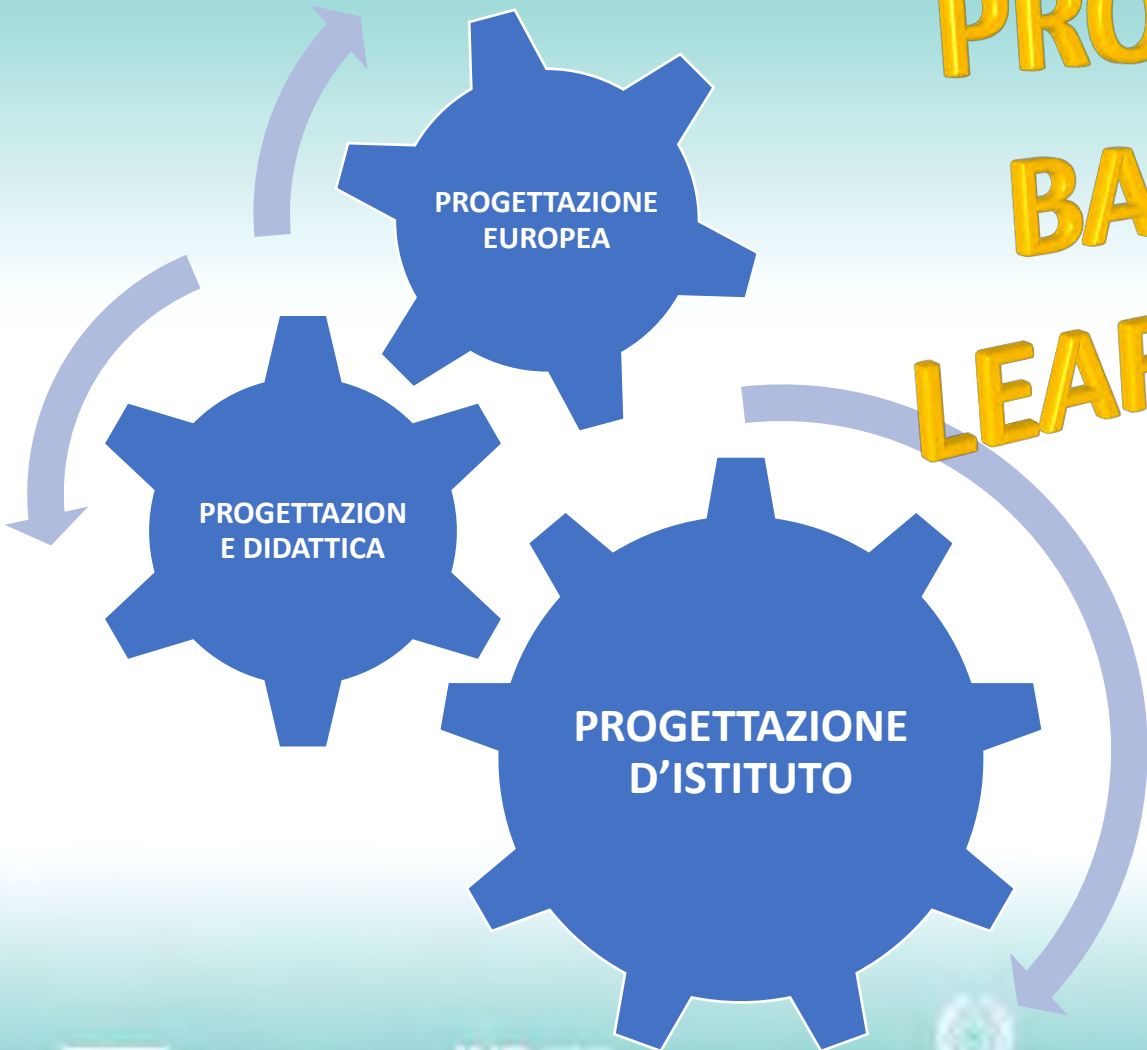 PROGETTAZIONE
EUROPEA
PROGETTAZION
E DIDATTICA
PROGETTAZIONE
D’ISTITUTO